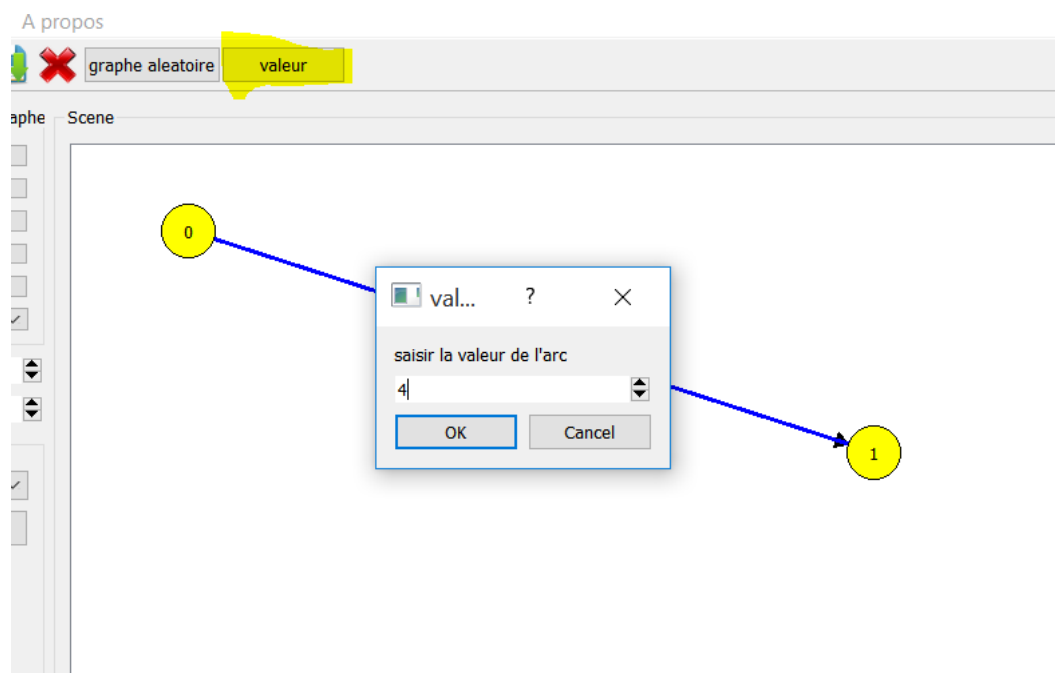 A propos
graphe aleatoire valeur
aphe Scene
0
val... ?
saisir la valeur de l'arc
4
OK Cancel
1